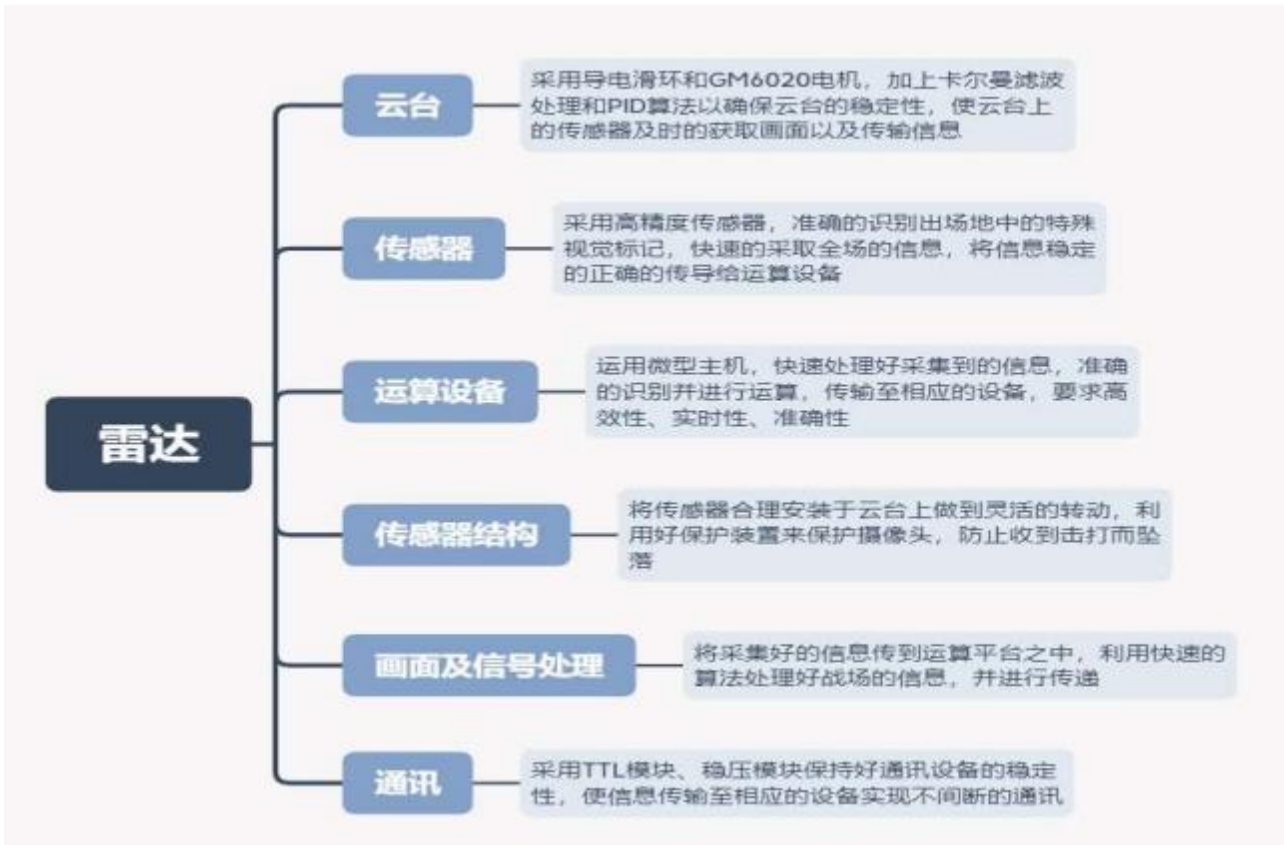 雷达
云台
采用导电滑环和GM6020电机，加上卡尔曼滤波
处理和PID算法以确保云台的稳定性，使云台上
的传感器及时的获取画面以及传输信息
传感器
采用高精度传感器，准确的识别出场地中的特殊
视觉标记，快速的采取全场的信息，将信息稳定
的正确的传导给运算设备
运算设备
运用微型主机，快速处理好采集到的信息，准确
的识别并进行运算，传输至相应的设备，要求高
效性、实时性、准确性
传感器结构
将传感器合理安装于云台上做到灵活的转动，利
用好保护装置来保护摄像头，防止收到击打而坠
落
画面及信号处理
将采集好的信息传到运算平台之中，利用快速的
算法处理好战场的信息，并进行传递
通讯
采用TTL模块、稳压模块保持好通讯设备的稳定
性，使信息传输至相应的设备实现不间断的通讯